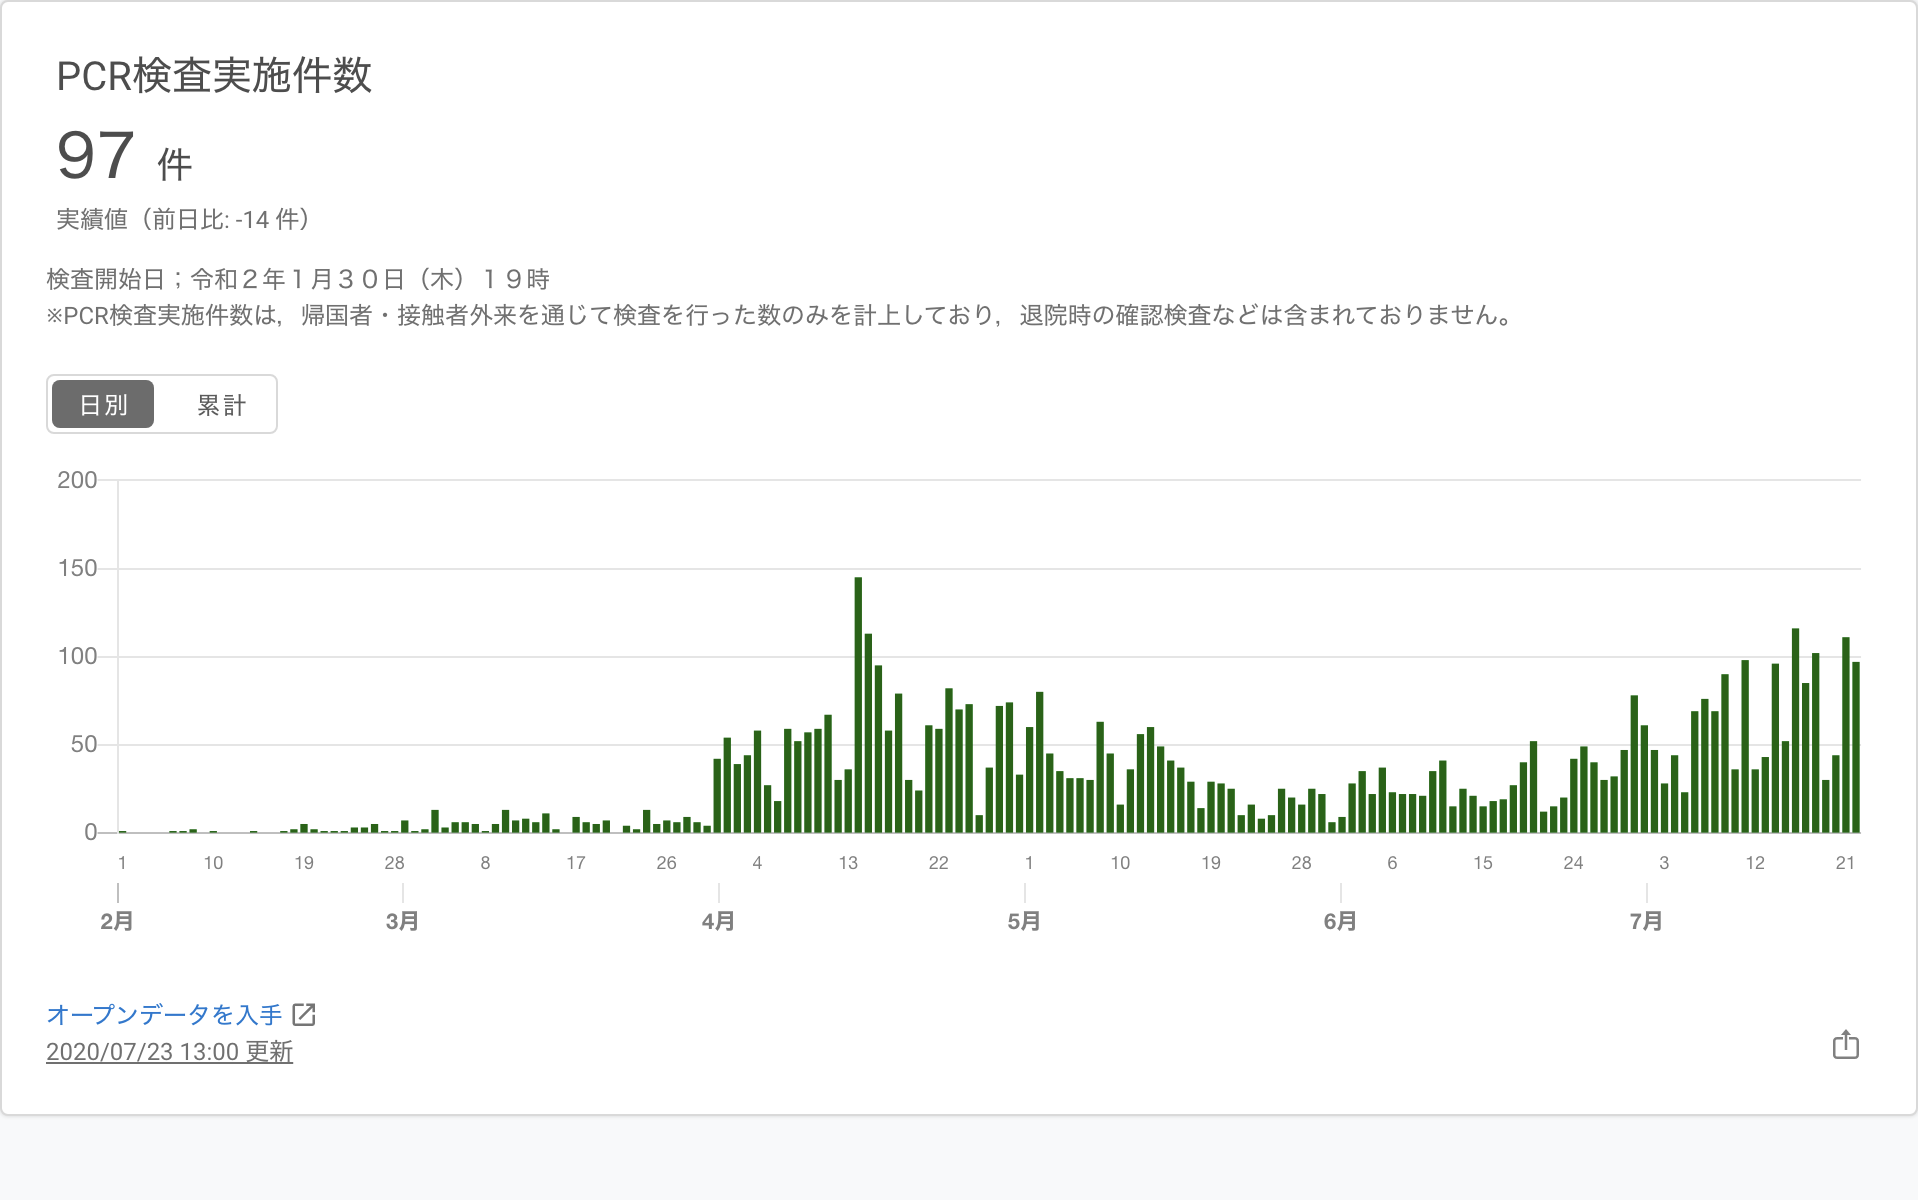 PCR検査実施件数
97 件
実績値（前日比: -14 件）
検査開始日；令和２年１月３０日（木）１９時
※PCR検査実施件数は，帰国者・接触者外来を通じて検査を行った数のみを計上しており，退院時の確認検査などは含まれておりません。
日別 累計
200
150
100
50
0
1 10 19 28 8 17 26 4 13 22 1 10 19 28 6 15 24 3 12 21
2月 3月 4月 5月 6月 7月
オープンデータを入手
2020/07/23 13:00 更新